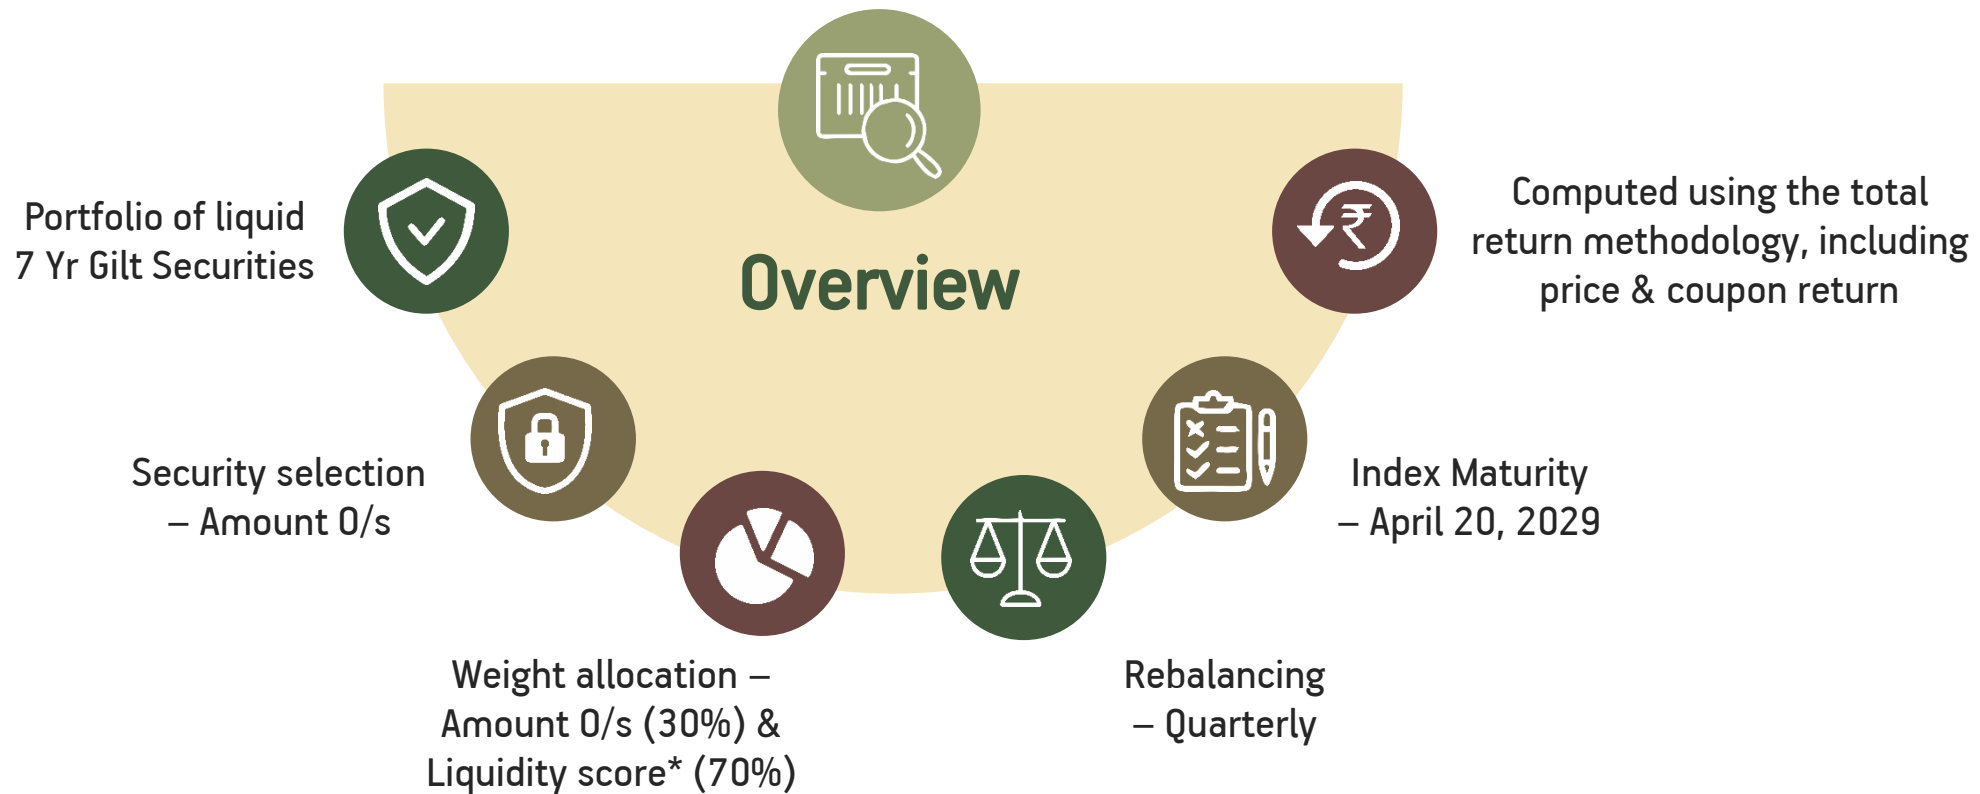 Overview
Portfolio of liquid
7 Yr Gilt Securities
Security selection
– Amount O/s
Weight allocation –
Amount O/s (30%) &
Liquidity score* (70%)
Rebalancing
– Quarterly
Index Maturity
– April 20, 2029
Computed using the total
return methodology, including
price & coupon return
₹